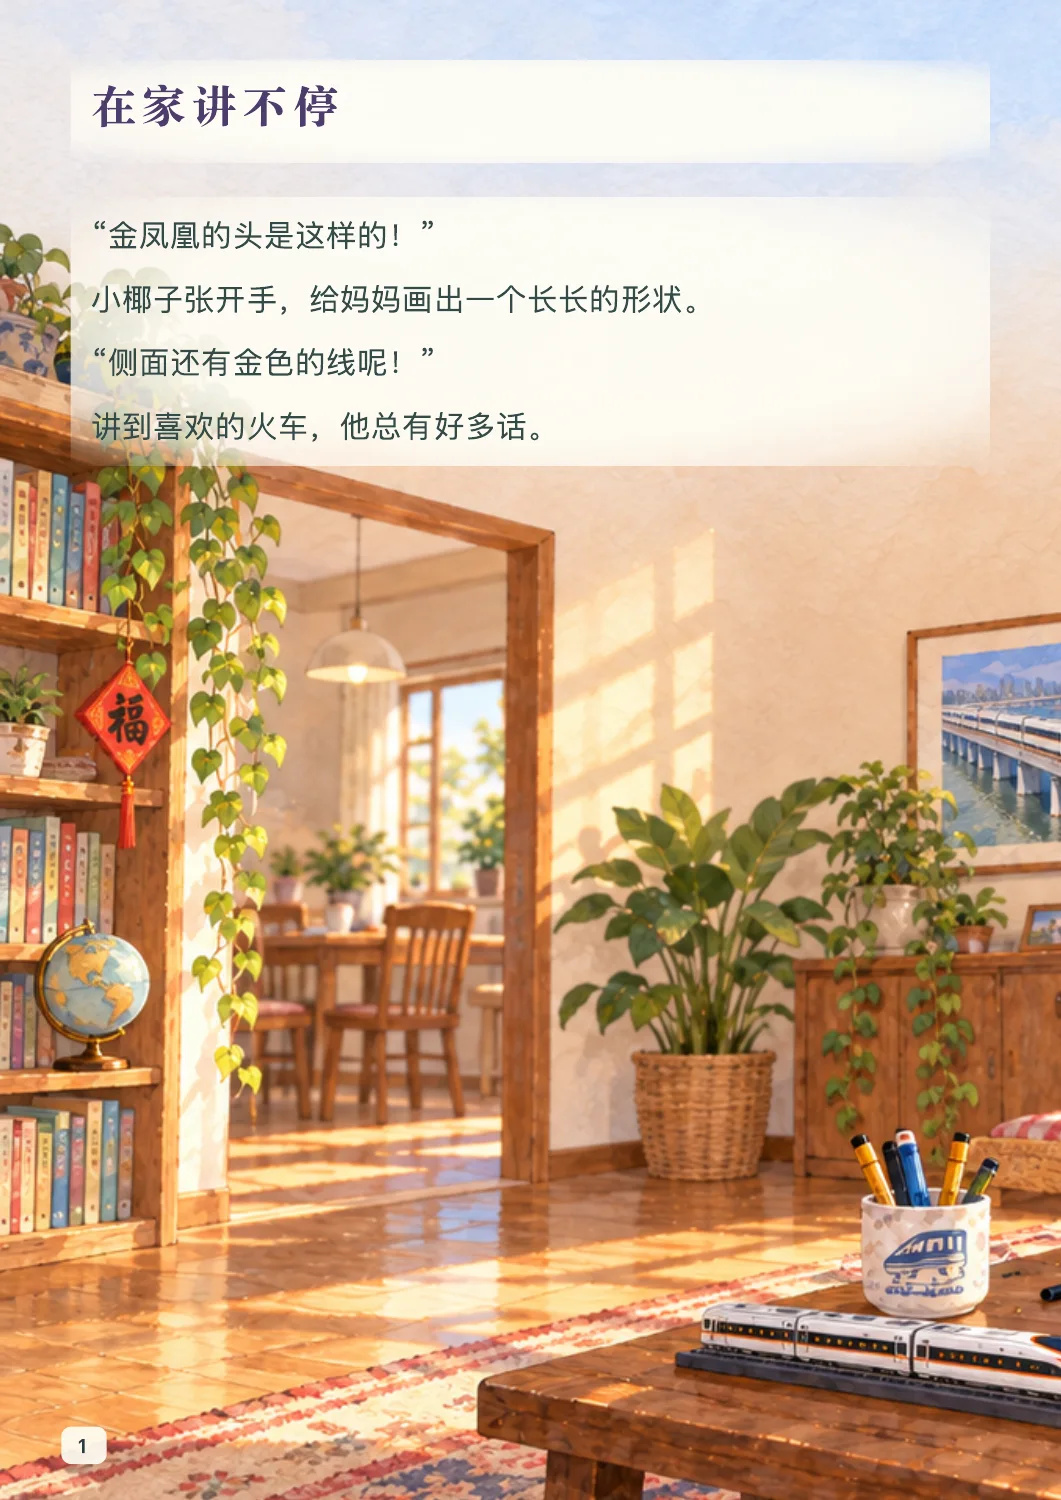 在家讲不停
“金凤凰的头是这样的！”
小椰子张开手，给妈妈画出一个长长的形状。
“侧面还有金色的线呢！”
讲到喜欢的火车，他总有好多话。
福
1